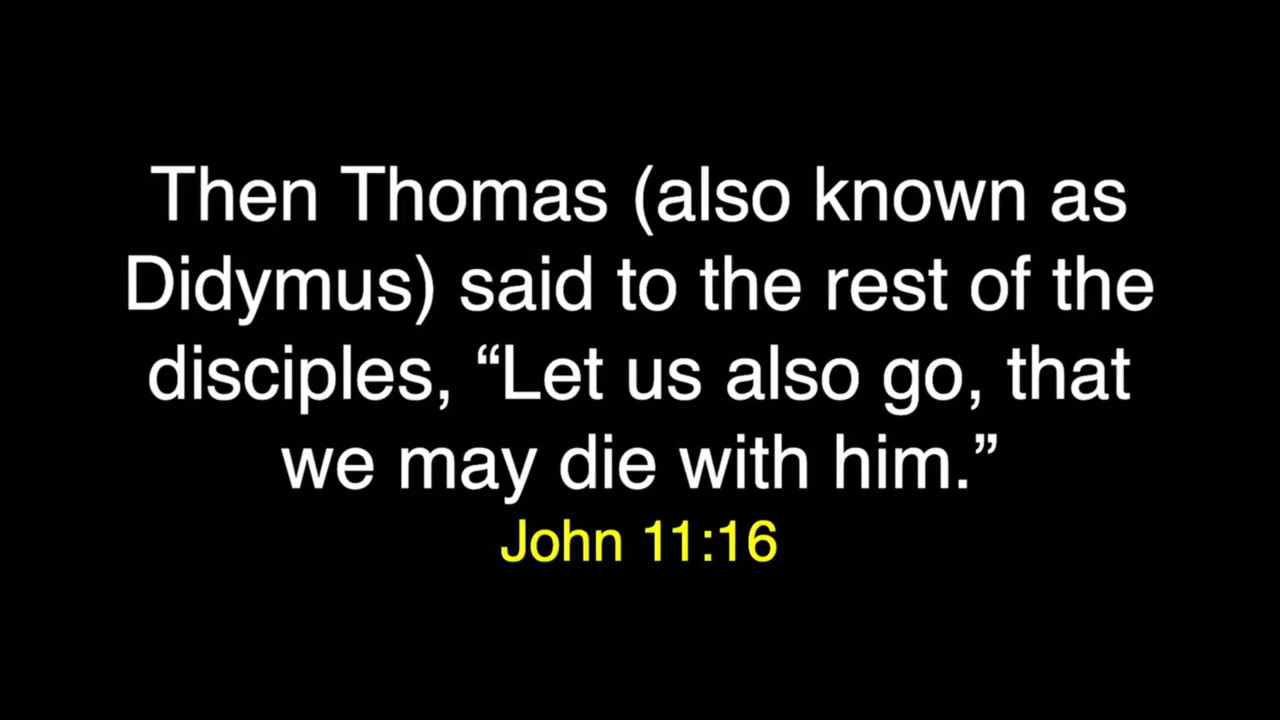 Then Thomas (also known as
Didymus) said to the rest of the
disciples, “Let us also go, that
we may die with him.”
John 11:16